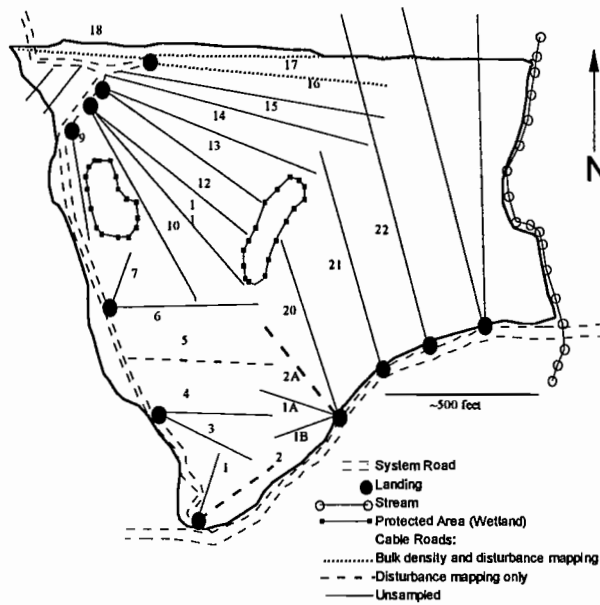 18
17
16
15
14
13
12
1
1
10
9
7
6
5
4
3
1
2
1B
1A
2A
20
21
22
N
~500 feet
System Road
Landing
Stream
Protected Area (Wetland)
Cable Roads:
Bulk density and disturbance mapping
Disturbance mapping only
Unsampled